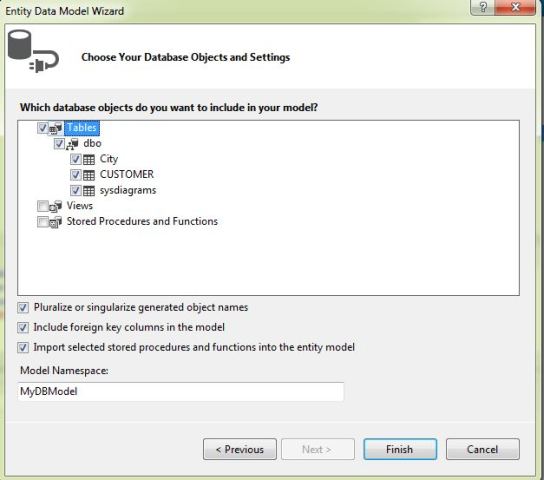 Entity Data Model Wizard
?
Choose Your Database Objects and Settings
Which database objects do you want to include in your model?
Tables
dbo
City
CUSTOMER
sysdiagrams
Views
Stored Procedures and Functions
Pluralize or singularize generated object names
Include foreign key columns in the model
Import selected stored procedures and functions into the entity model
Model Namespace:
MyDBModel
< Previous Next > Finish Cancel